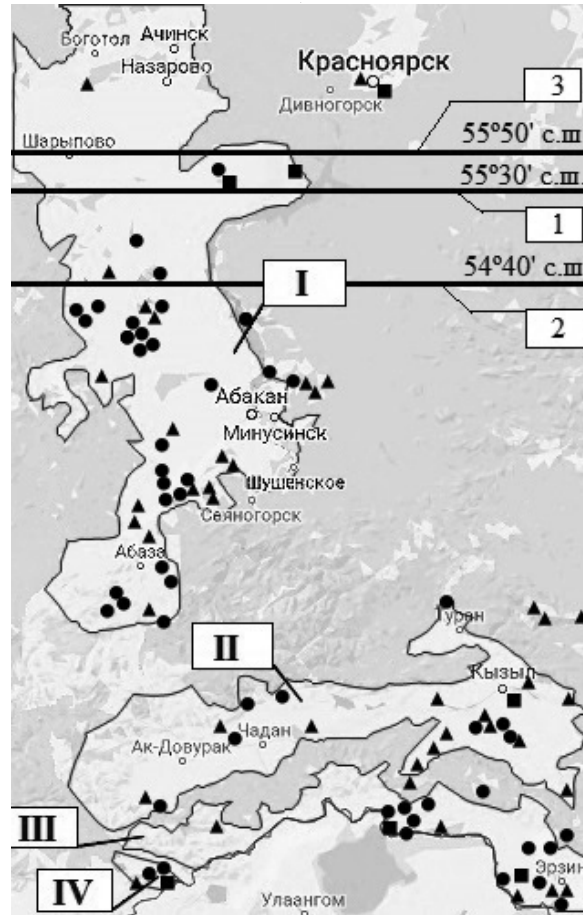 Боготол
Ачинск
Назарово
Красноярск
Дивногорск
3
Шарыпово
55°50' с.ш
55°30' с.ш.
1
54°40' с.ш
I
2
Абакан
Минусинск
Шушенское
Саяногорск
Абаза
Туран
II
Кызыл
Чадан
Ак-Довурак
III
Эрзин
IV
Улаангом